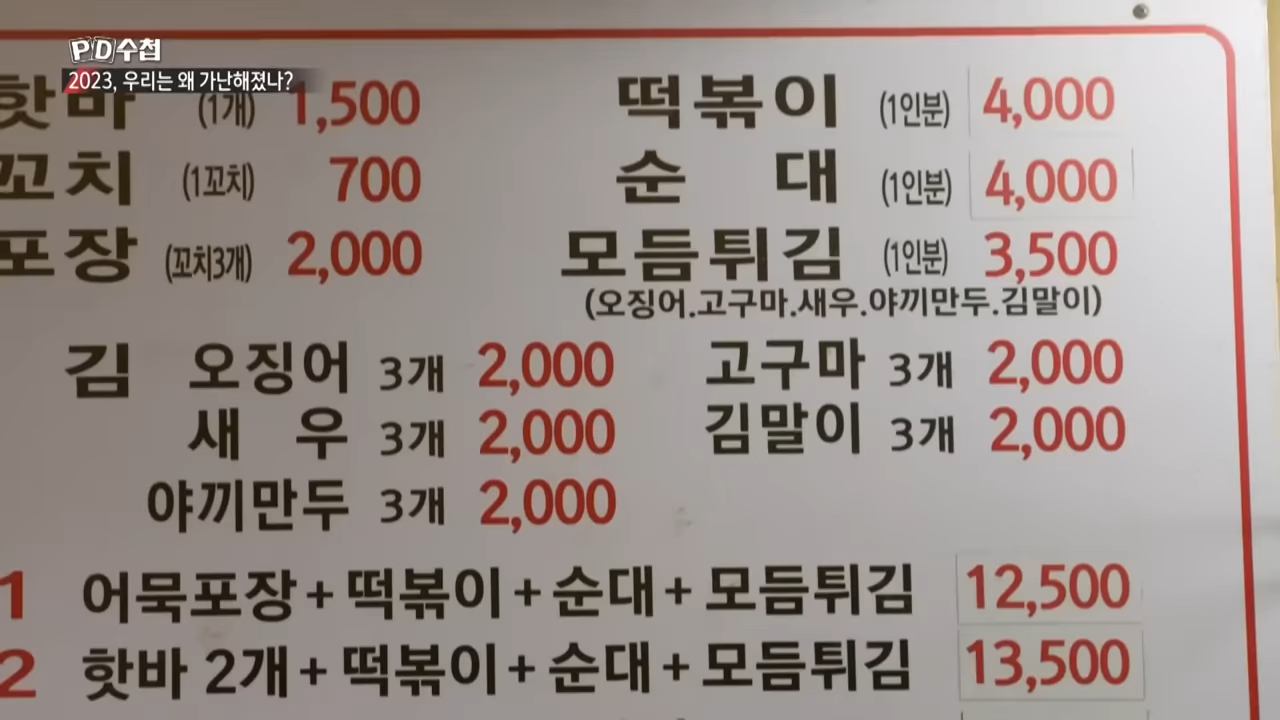 PD수첩
2023, 우리는 왜 가난해졌나?
핫바 (1개) 1,500
떡볶이 (1인분) 4,000
꼬치 (1꼬치) 700
순대 (1인분) 4,000
포장 (꼬치3개) 2,000
모듬튀김 (1인분) 3,500
(오징어.고구마.새우.야끼만두.김말이)
김 오징어 3개 2,000 고구마 3개 2,000
새우 3개 2,000 김말이 3개 2,000
야끼만두 3개 2,000
1 어묵포장+떡볶이+순대+모듬튀김 12,500
2 핫바 2개+떡볶이+순대+모듬튀김 13,500